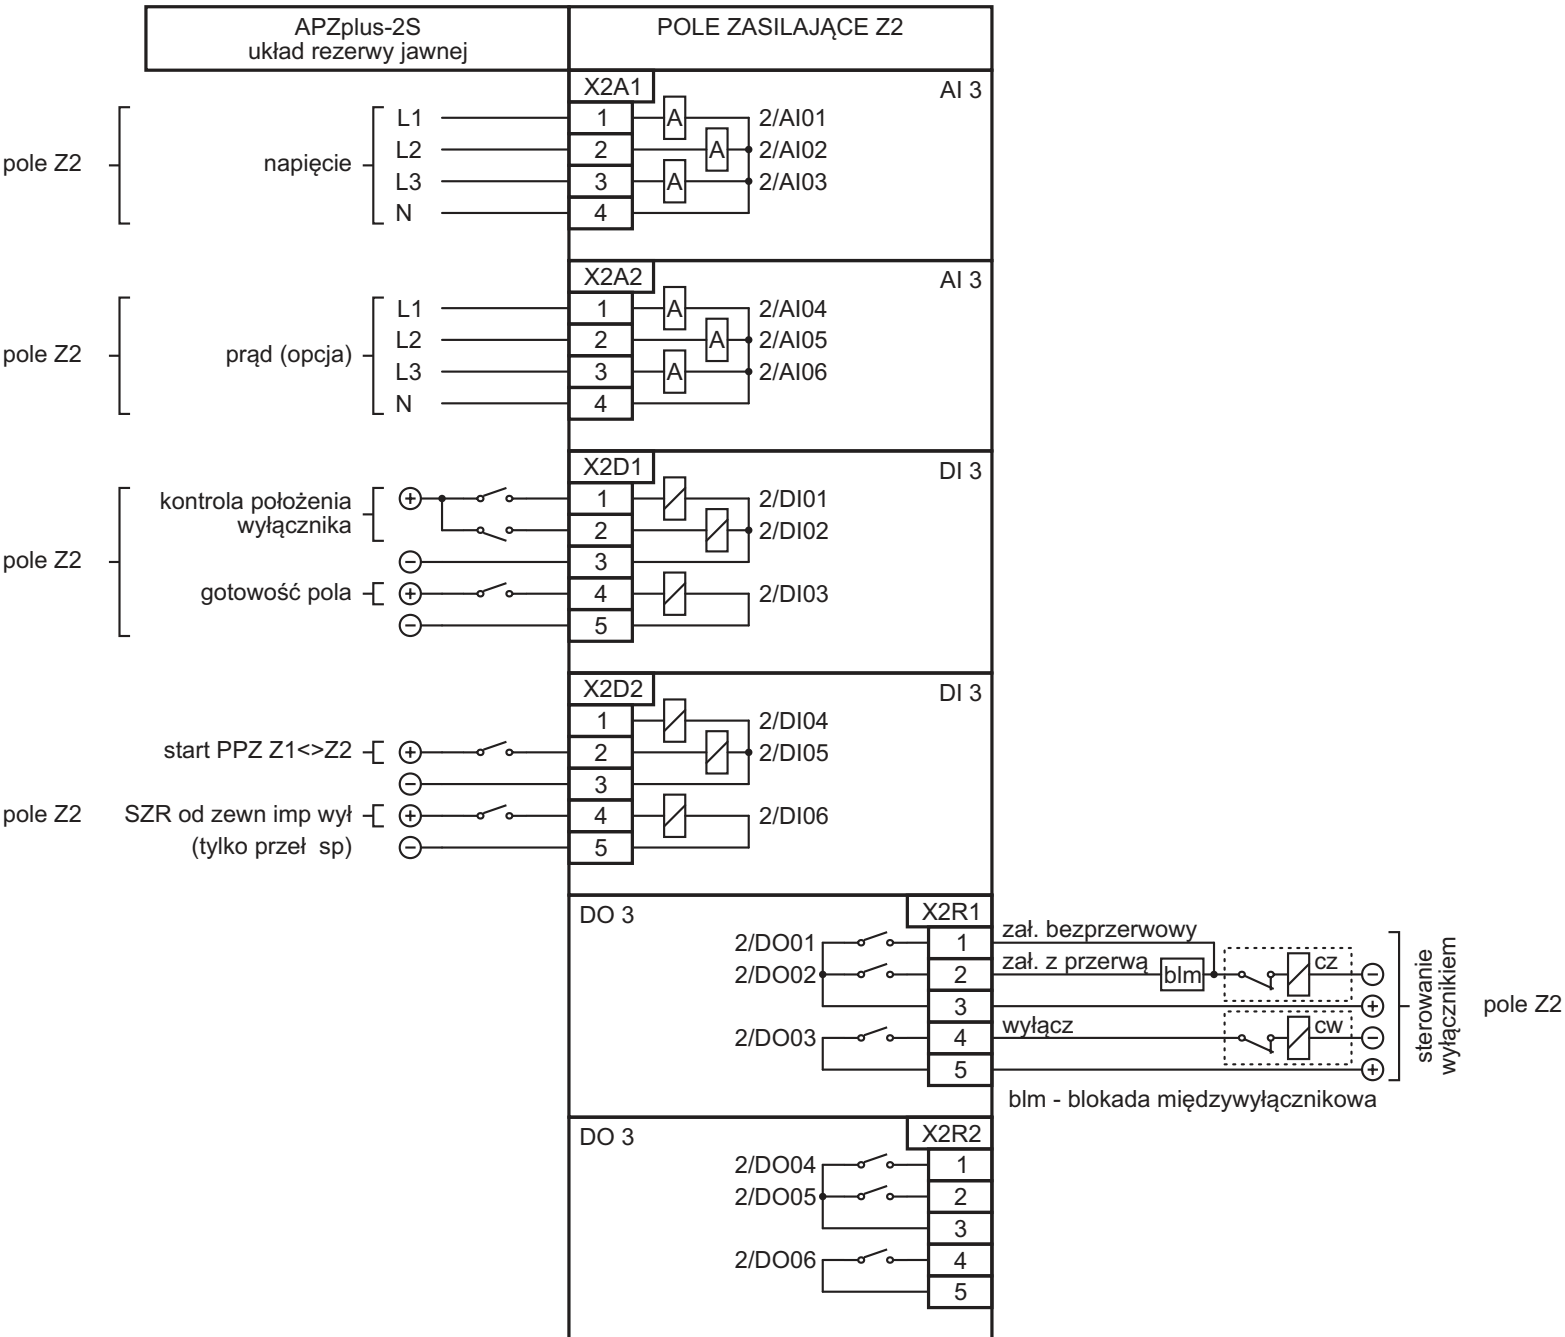 APZplus-2S
układ rezerwy jawnej
POLE ZASILAJĄCE Z2
X2A1
AI 3
pole Z2
napięcie
L1
1
A
2/AI01
L2
2
A
2/AI02
L3
3
A
2/AI03
N
4
X2A2
AI 3
pole Z2
prąd (opcja)
L1
1
A
2/AI04
L2
2
A
2/AI05
L3
3
A
2/AI06
N
4
X2D1
DI 3
pole Z2
kontrola położenia
wyłącznika
+
1
2/DI01
2
2/DI02
−
3
gotowość pola
+
4
2/DI03
−
5
X2D2
DI 3
1
2/DI04
start PPZ Z1<>Z2
+
2
2/DI05
−
3
pole Z2
SZR od zewn imp wył
(tylko przeł sp)
+
4
2/DI06
−
5
DO 3
X2R1
2/DO01
1
zał. bezprzerwowy
2/DO02
2
zał. z przerwą
blm
cz
−
3
+
2/DO03
4
wyłącz
cw
−
5
+
sterowanie
wyłącznikiem
pole Z2
blm - blokada międzywyłącznikowa
DO 3
X2R2
2/DO04
1
2/DO05
2
3
2/DO06
4
5